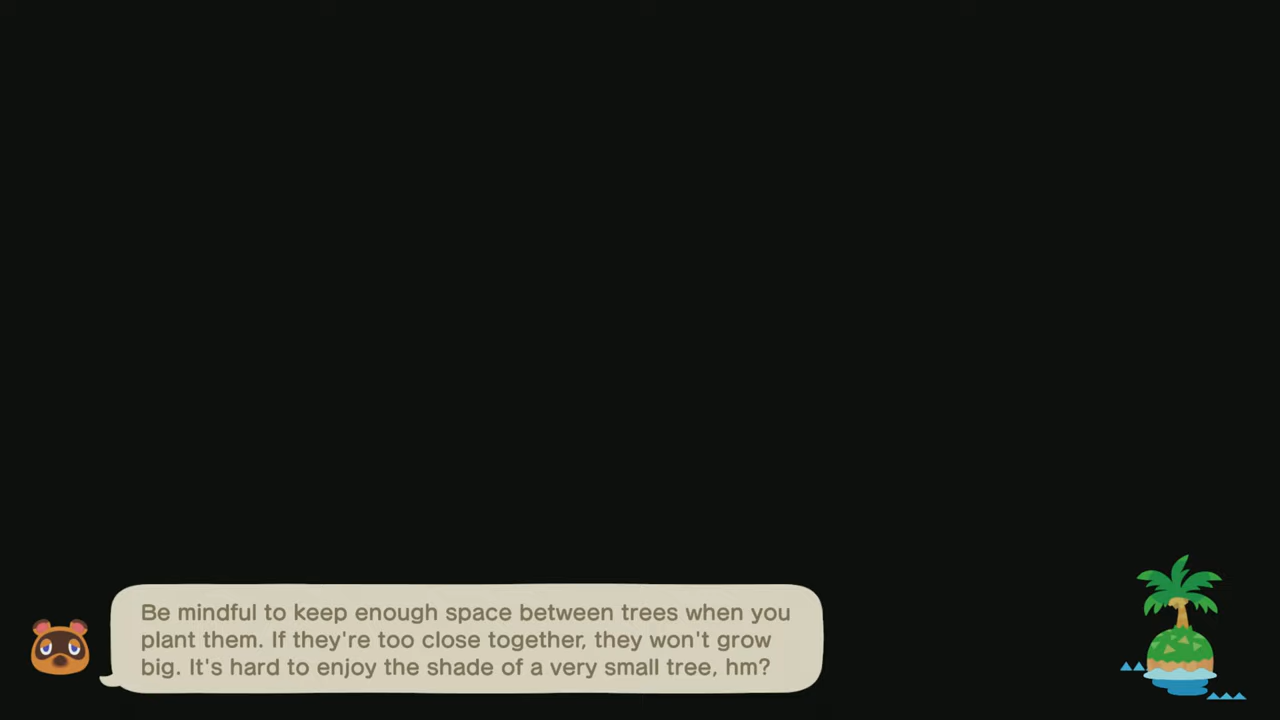 Be mindful to keep enough space between trees when you
plant them. If they're too close together, they won't grow
big. It's hard to enjoy the shade of a very small tree, hm?